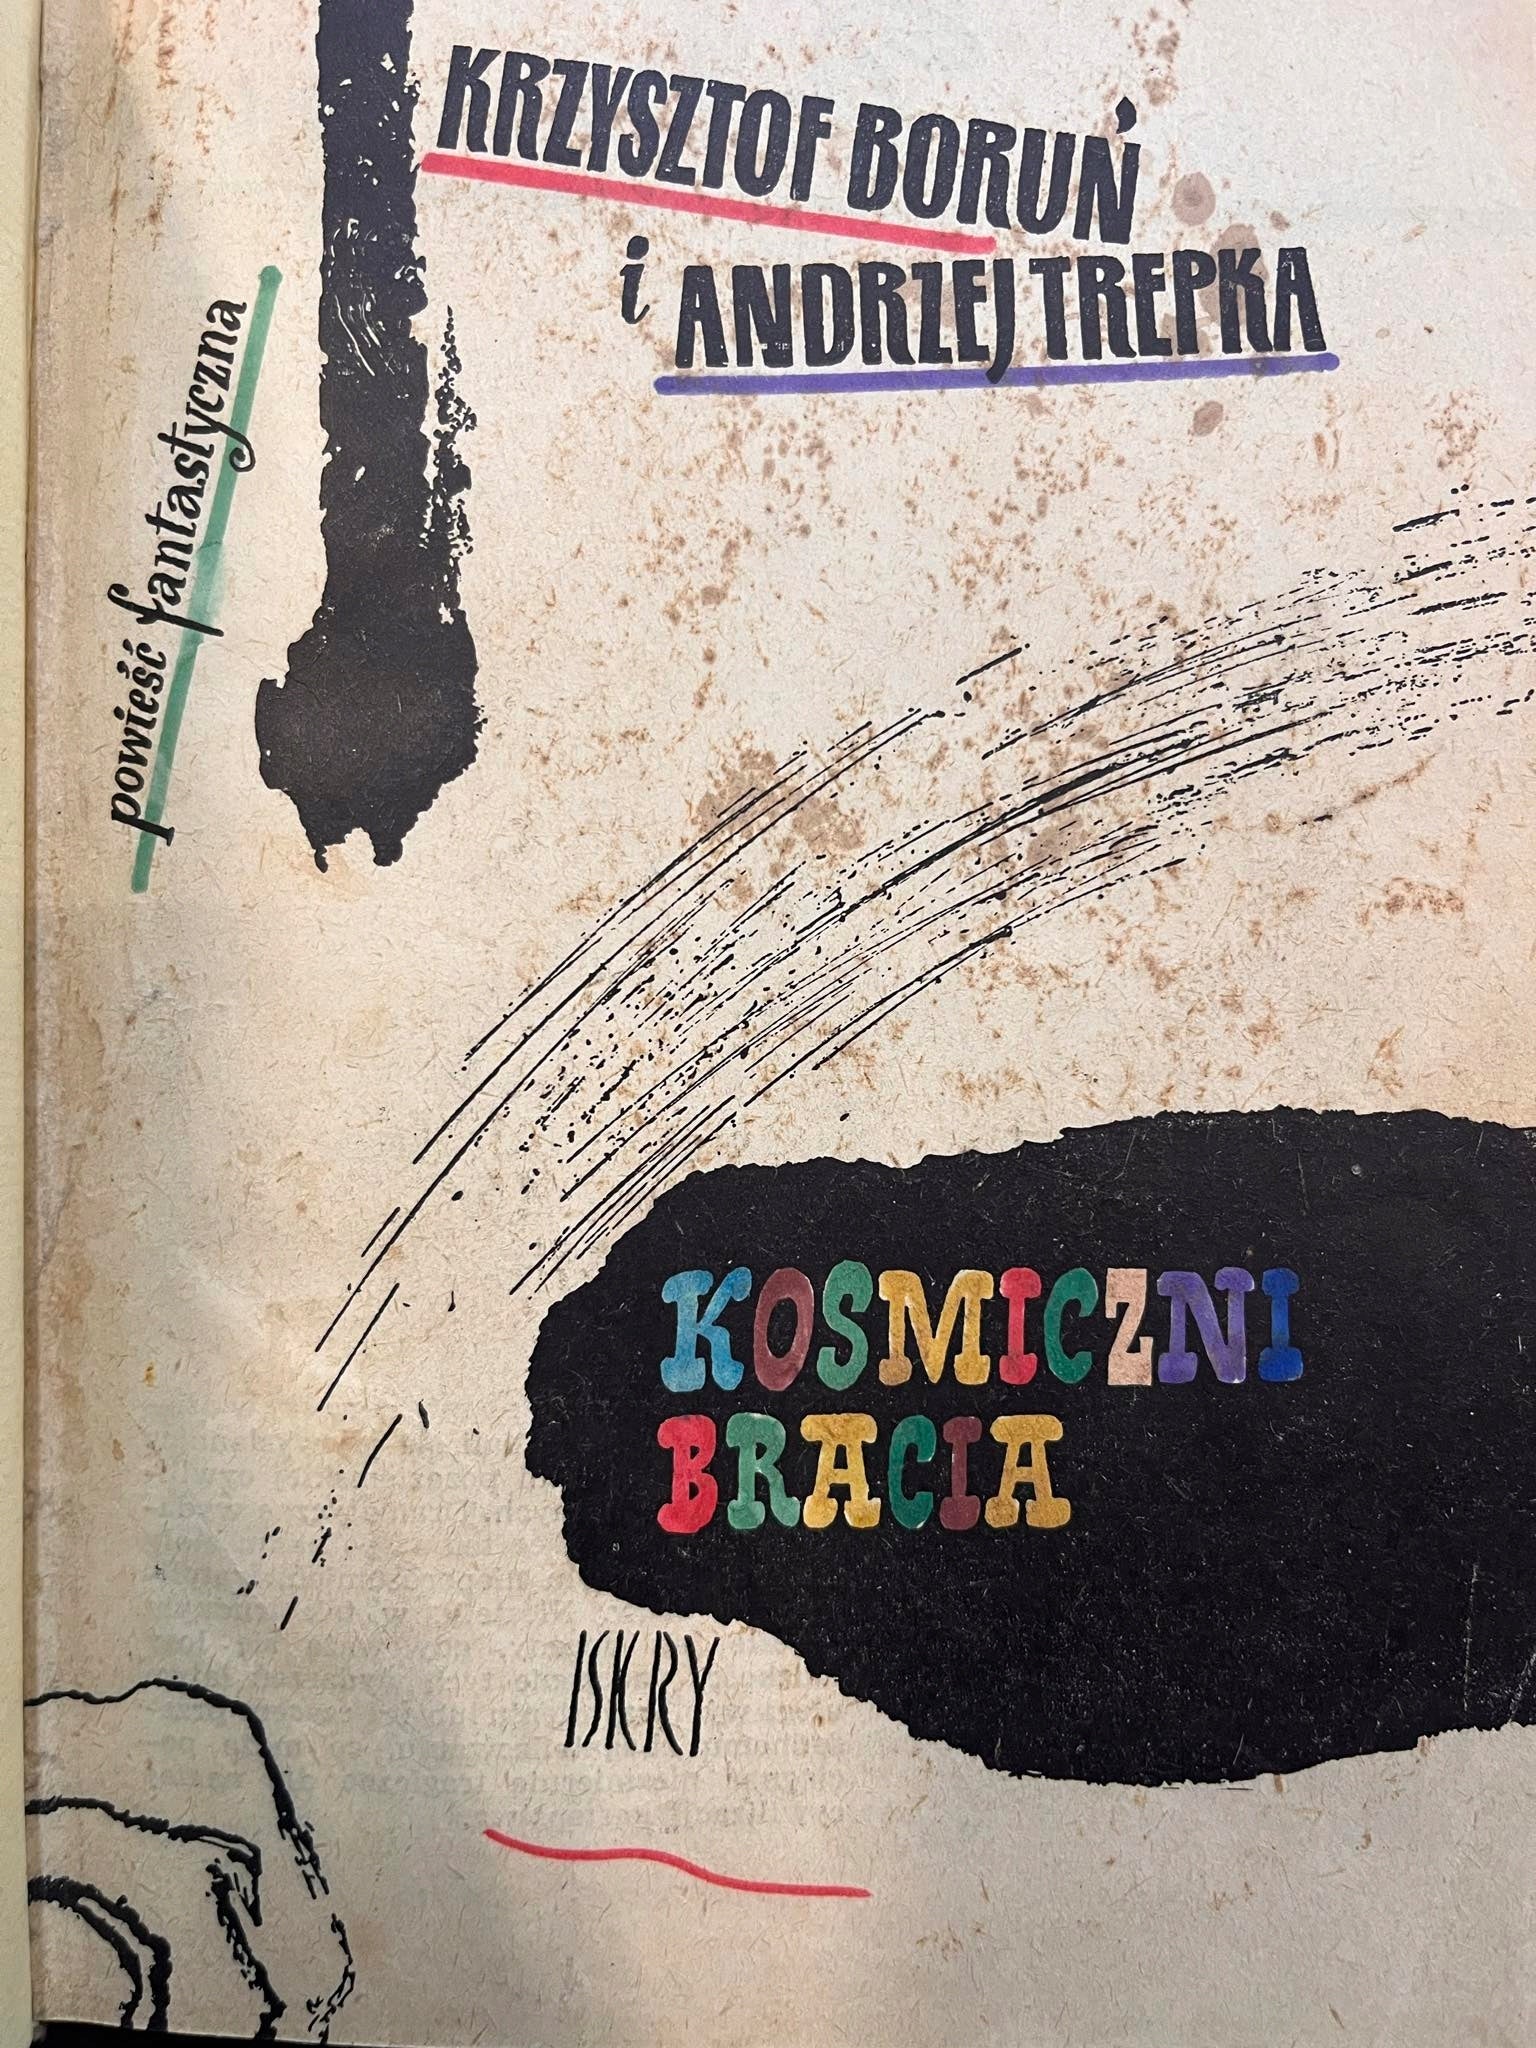 KRZYSZTOF BORUŃ
i ANDRZEJ TREPKA
powieść fantastyczna
KOSMICZNI
BRACIA
ISKRY